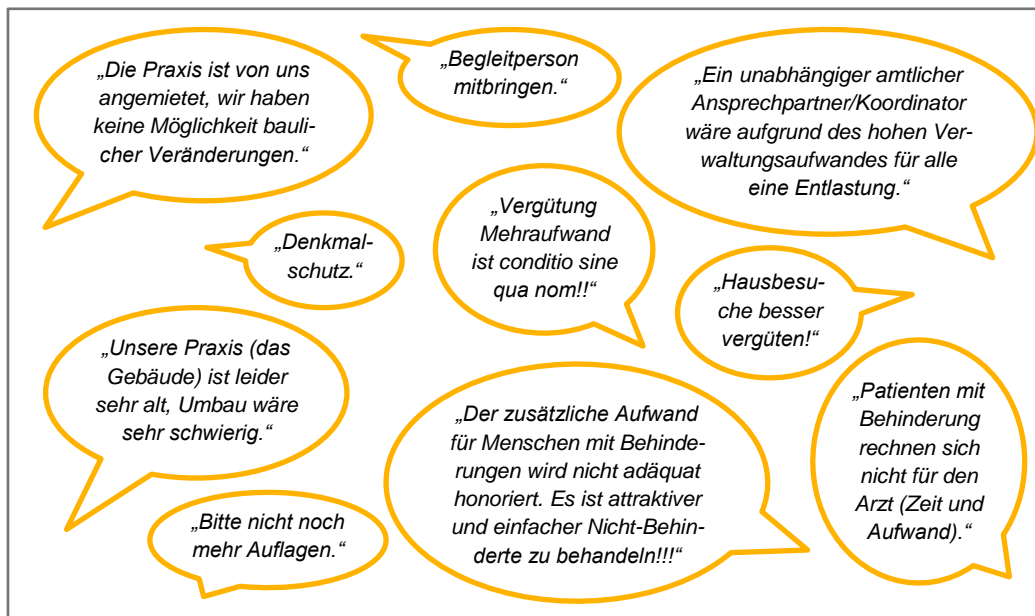 „Die Praxis ist von uns
angemietet, wir haben
keine Möglichkeit bauli-
cher Veränderungen.“
„Begleitperson
mitbringen.“
„Ein unabhängiger amtlicher
Ansprechpartner/Koordinator
wäre aufgrund des hohen Ver-
waltungsaufwandes für alle
eine Entlastung.“
„Denkmal-
schutz.“
„Vergütung
Mehraufwand
ist conditio sine
qua nom!!“
„Hausbesu-
che besser
vergüten!“
„Unsere Praxis (das
Gebäude) ist leider
sehr alt, Umbau wäre
sehr schwierig.“
„Der zusätzliche Aufwand
für Menschen mit Behinde-
rungen wird nicht adäquat
honoriert. Es ist attraktiver
und einfacher Nicht-Behin-
derte zu behandeln!!!“
„Patienten mit
Behinderung
rechnen sich
nicht für den
Arzt (Zeit und
Aufwand).“
„Bitte nicht noch
mehr Auflagen.“